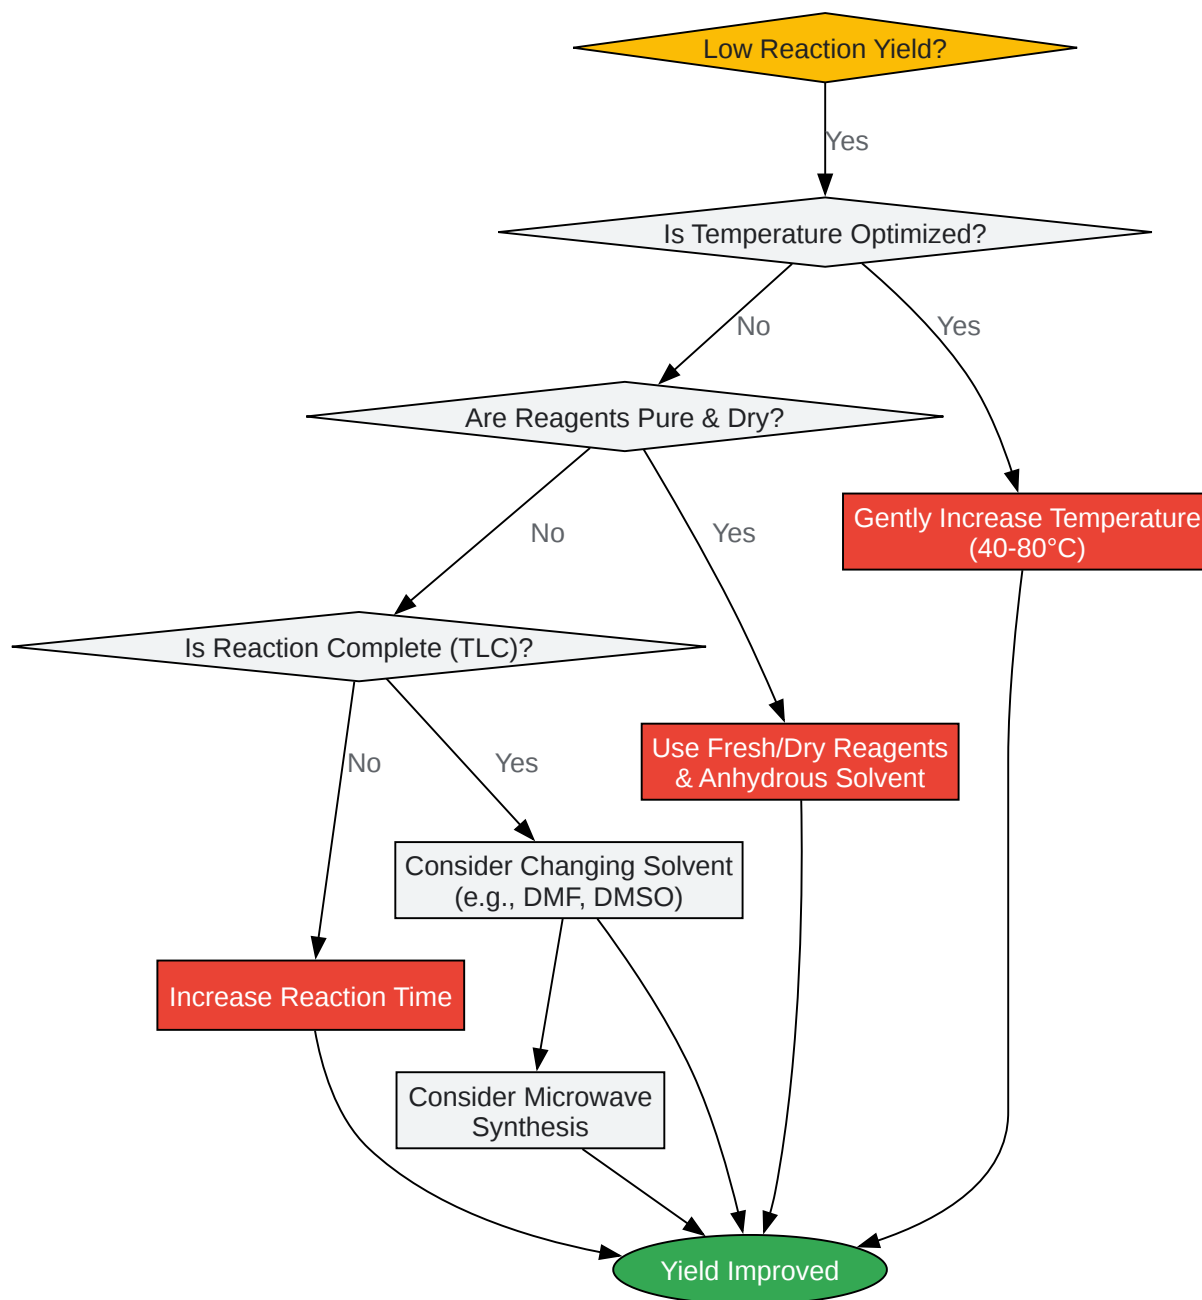 Low Reaction Yield?
Yes
Is Temperature Optimized?
No
Yes
Are Reagents Pure & Dry?
Gently Increase Temperature
(40-80°C)
No
Yes
Is Reaction Complete (TLC)?
Use Fresh/Dry Reagents
& Anhydrous Solvent
No
Yes
Consider Changing Solvent
(e.g., DMF, DMSO)
Increase Reaction Time
Consider Microwave
Synthesis
Yield Improved